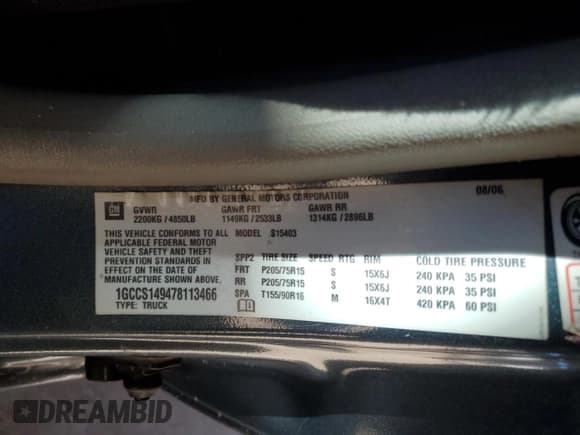 MFD BY GENERAL MOTORS CORPORATION 08/06
GM GVWR GAWR FRT GAWR RR
2200KG / 4850LB 1149KG / 2533LB 1314KG / 2896LB
THIS VEHICLE CONFORMS TO ALL MODEL S15403
APPLICABLE FEDERAL MOTOR
VEHICLE SAFETY AND THEFT SPP2 TIRE SIZE SPEED RTG RIM COLD TIRE PRESSURE
PREVENTION STANDARDS IN
EFFECT ON THE DATE OF FRT P205/75R15 S 15X6J 240 KPA 35 PSI
MANUFACTURE SHOWN ABOVE. RR P205/75R15 S 15X6J 240 KPA 35 PSI
1GCCS149478113466 SPA T155/90R16 M 16X4T 420 KPA 60 PSI
TYPE: TRUCK
DREAMBID